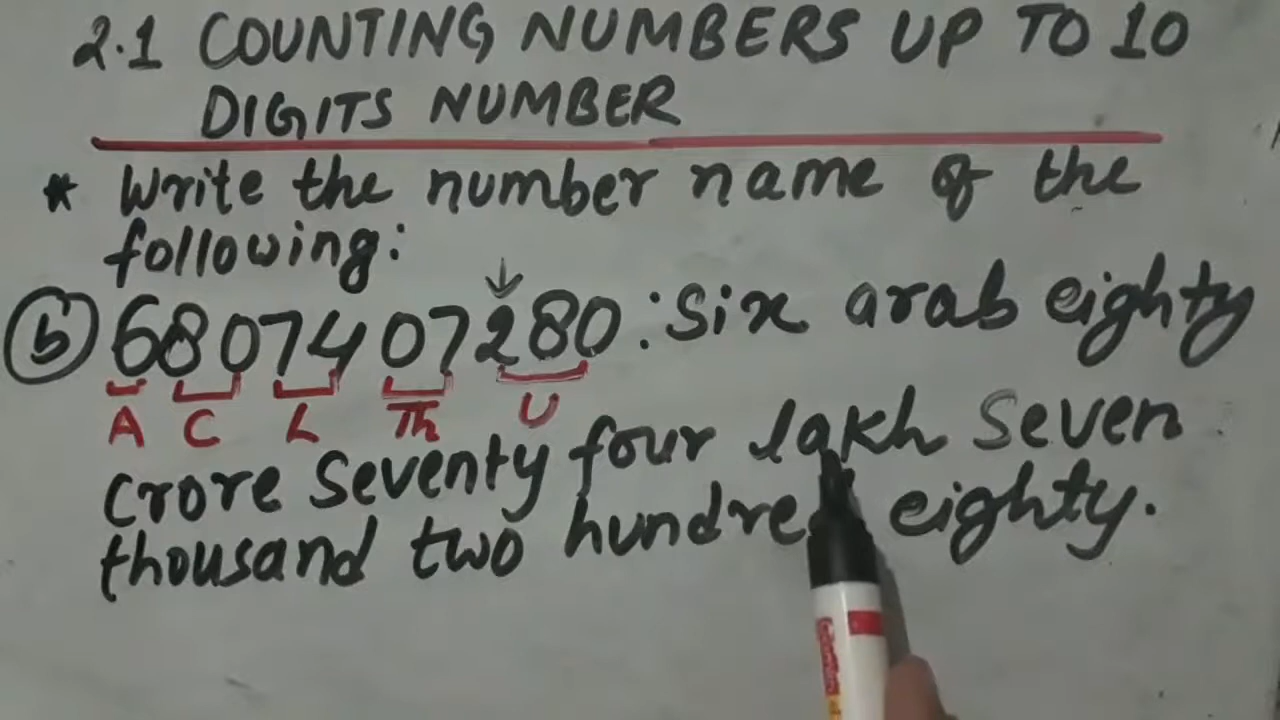 2.1 COUNTING NUMBERS UP TO 10
DIGITS NUMBER
* Write the number name of the
following:
(b) 6807407280 : Six arab eighty
A C L Th U
crore seventy four lakh seven
thousand two hundred eighty.